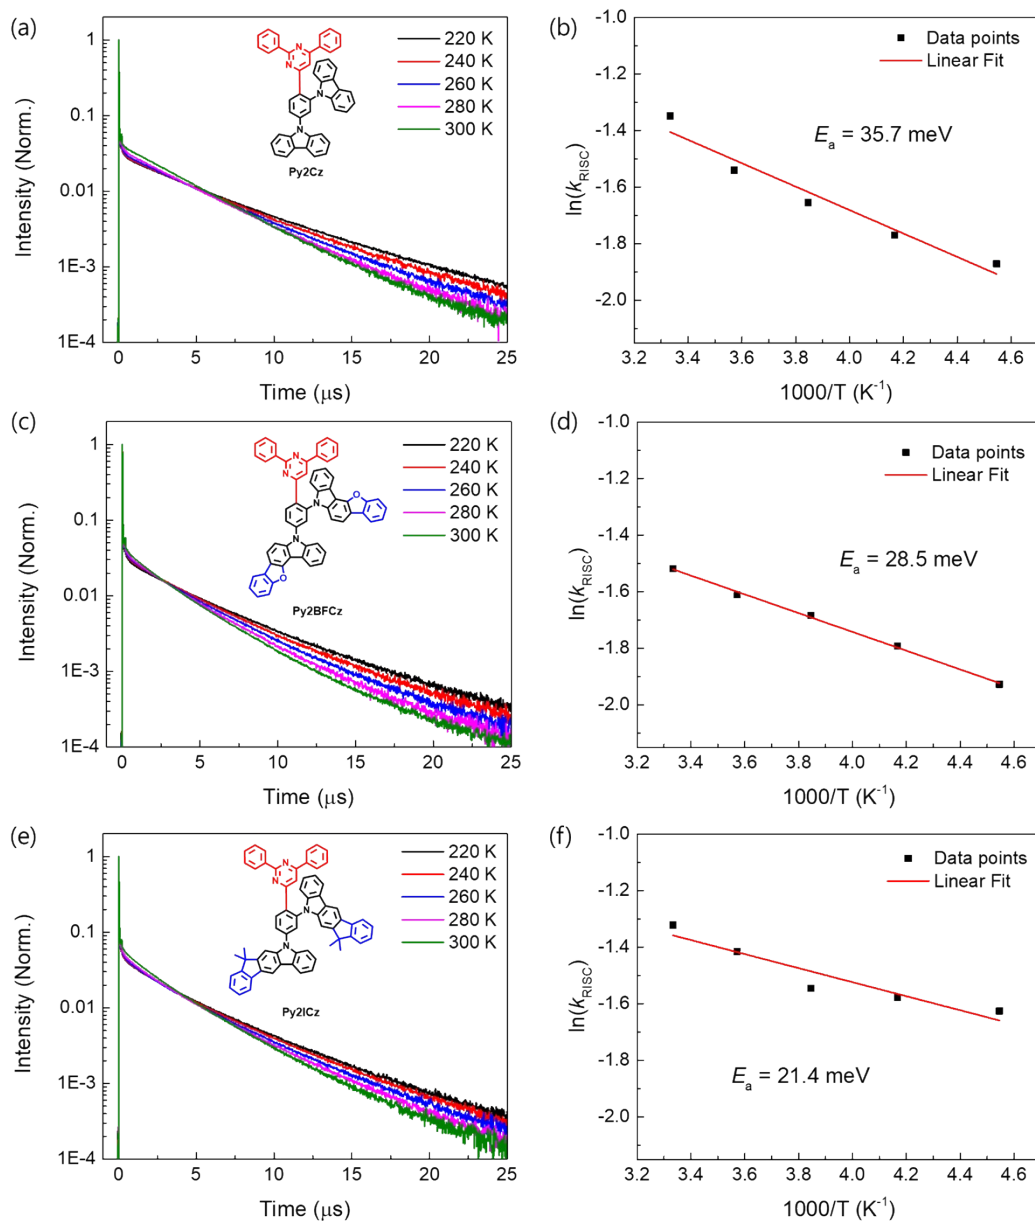 (a)
1
0.1
0.01
1E-3
1E-4
Intensity (Norm.)
0 5 10 15 20 25
Time (μs)
220 K
240 K
260 K
280 K
300 K
N
N
N
N
Py2Cz
(b)
-1.0
-1.2
-1.4
-1.6
-1.8
-2.0
ln(kRISC)
3.2 3.4 3.6 3.8 4.0 4.2 4.4 4.6
1000/T (K-1)
Data points
Linear Fit
Ea = 35.7 meV
(c)
1
0.1
0.01
1E-3
1E-4
Intensity (Norm.)
0 5 10 15 20 25
Time (μs)
220 K
240 K
260 K
280 K
300 K
N
N
O
N
N
O
Py2BFCz
(d)
-1.0
-1.2
-1.4
-1.6
-1.8
-2.0
ln(kRISC)
3.2 3.4 3.6 3.8 4.0 4.2 4.4 4.6
1000/T (K-1)
Data points
Linear Fit
Ea = 28.5 meV
(e)
1
0.1
0.01
1E-3
1E-4
Intensity (Norm.)
0 5 10 15 20 25
Time (μs)
220 K
240 K
260 K
280 K
300 K
N
N
N
N
Py2ICz
(f)
-1.0
-1.2
-1.4
-1.6
-1.8
-2.0
ln(kRISC)
3.2 3.4 3.6 3.8 4.0 4.2 4.4 4.6
1000/T (K-1)
Data points
Linear Fit
Ea = 21.4 meV